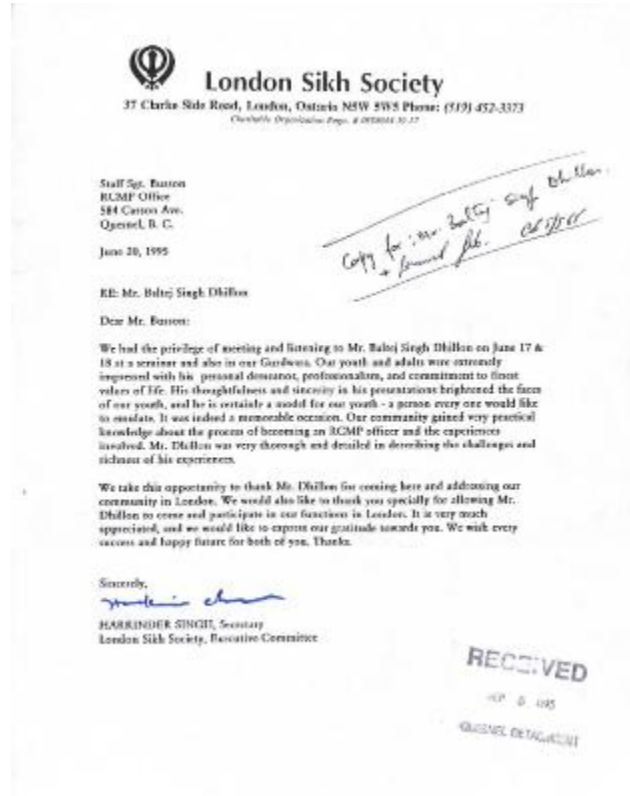 London Sikh Society
37 Clarke Side Road, London, Ontario N5W 5W5 Phone: (519) 452-3373
Charitable Organization Regn. #
Staff Sgt. Busson
RCMP Office
584 Carson Ave.
Quesnel, B. C.
Copy for: Mr. Baltej Singh Dhillon.
+
June 20, 1995
RE: Mr. Baltej Singh Dhillon
Dear Mr. Busson:
We had the privilege of meeting and listening to Mr. Baltej Singh Dhillon on June 17 &
18 at a seminar and also in our Gurdwara. Our youth and adults were extremely
impressed with his personal demeanor, professionalism, and commitment to finest
values of life. His thoughtfulness and sincerity in his presentations brightened the faces
of our youth, and he is certainly a model for our youth - a person every one would like
to emulate. It was indeed a memorable occasion. Our community gained very practical
knowledge about the process of becoming an RCMP officer and the experiences
involved. Mr. Dhillon was very thorough and detailed in describing the challenges and
richness of his experiences.
We take this opportunity to thank Mr. Dhillon for coming here and addressing our
community in London. We would also like to thank you specially for allowing Mr.
Dhillon to come and participate in our functions in London. It is very much
appreciated, and we would like to express our gratitude towards you. We wish every
success and happy future for both of you. Thanks.
Sincerely,
HARRINDER SINGH, Secretary
London Sikh Society, Executive Committee
RECEIVED
1995
QUESNEL DETACHMENT